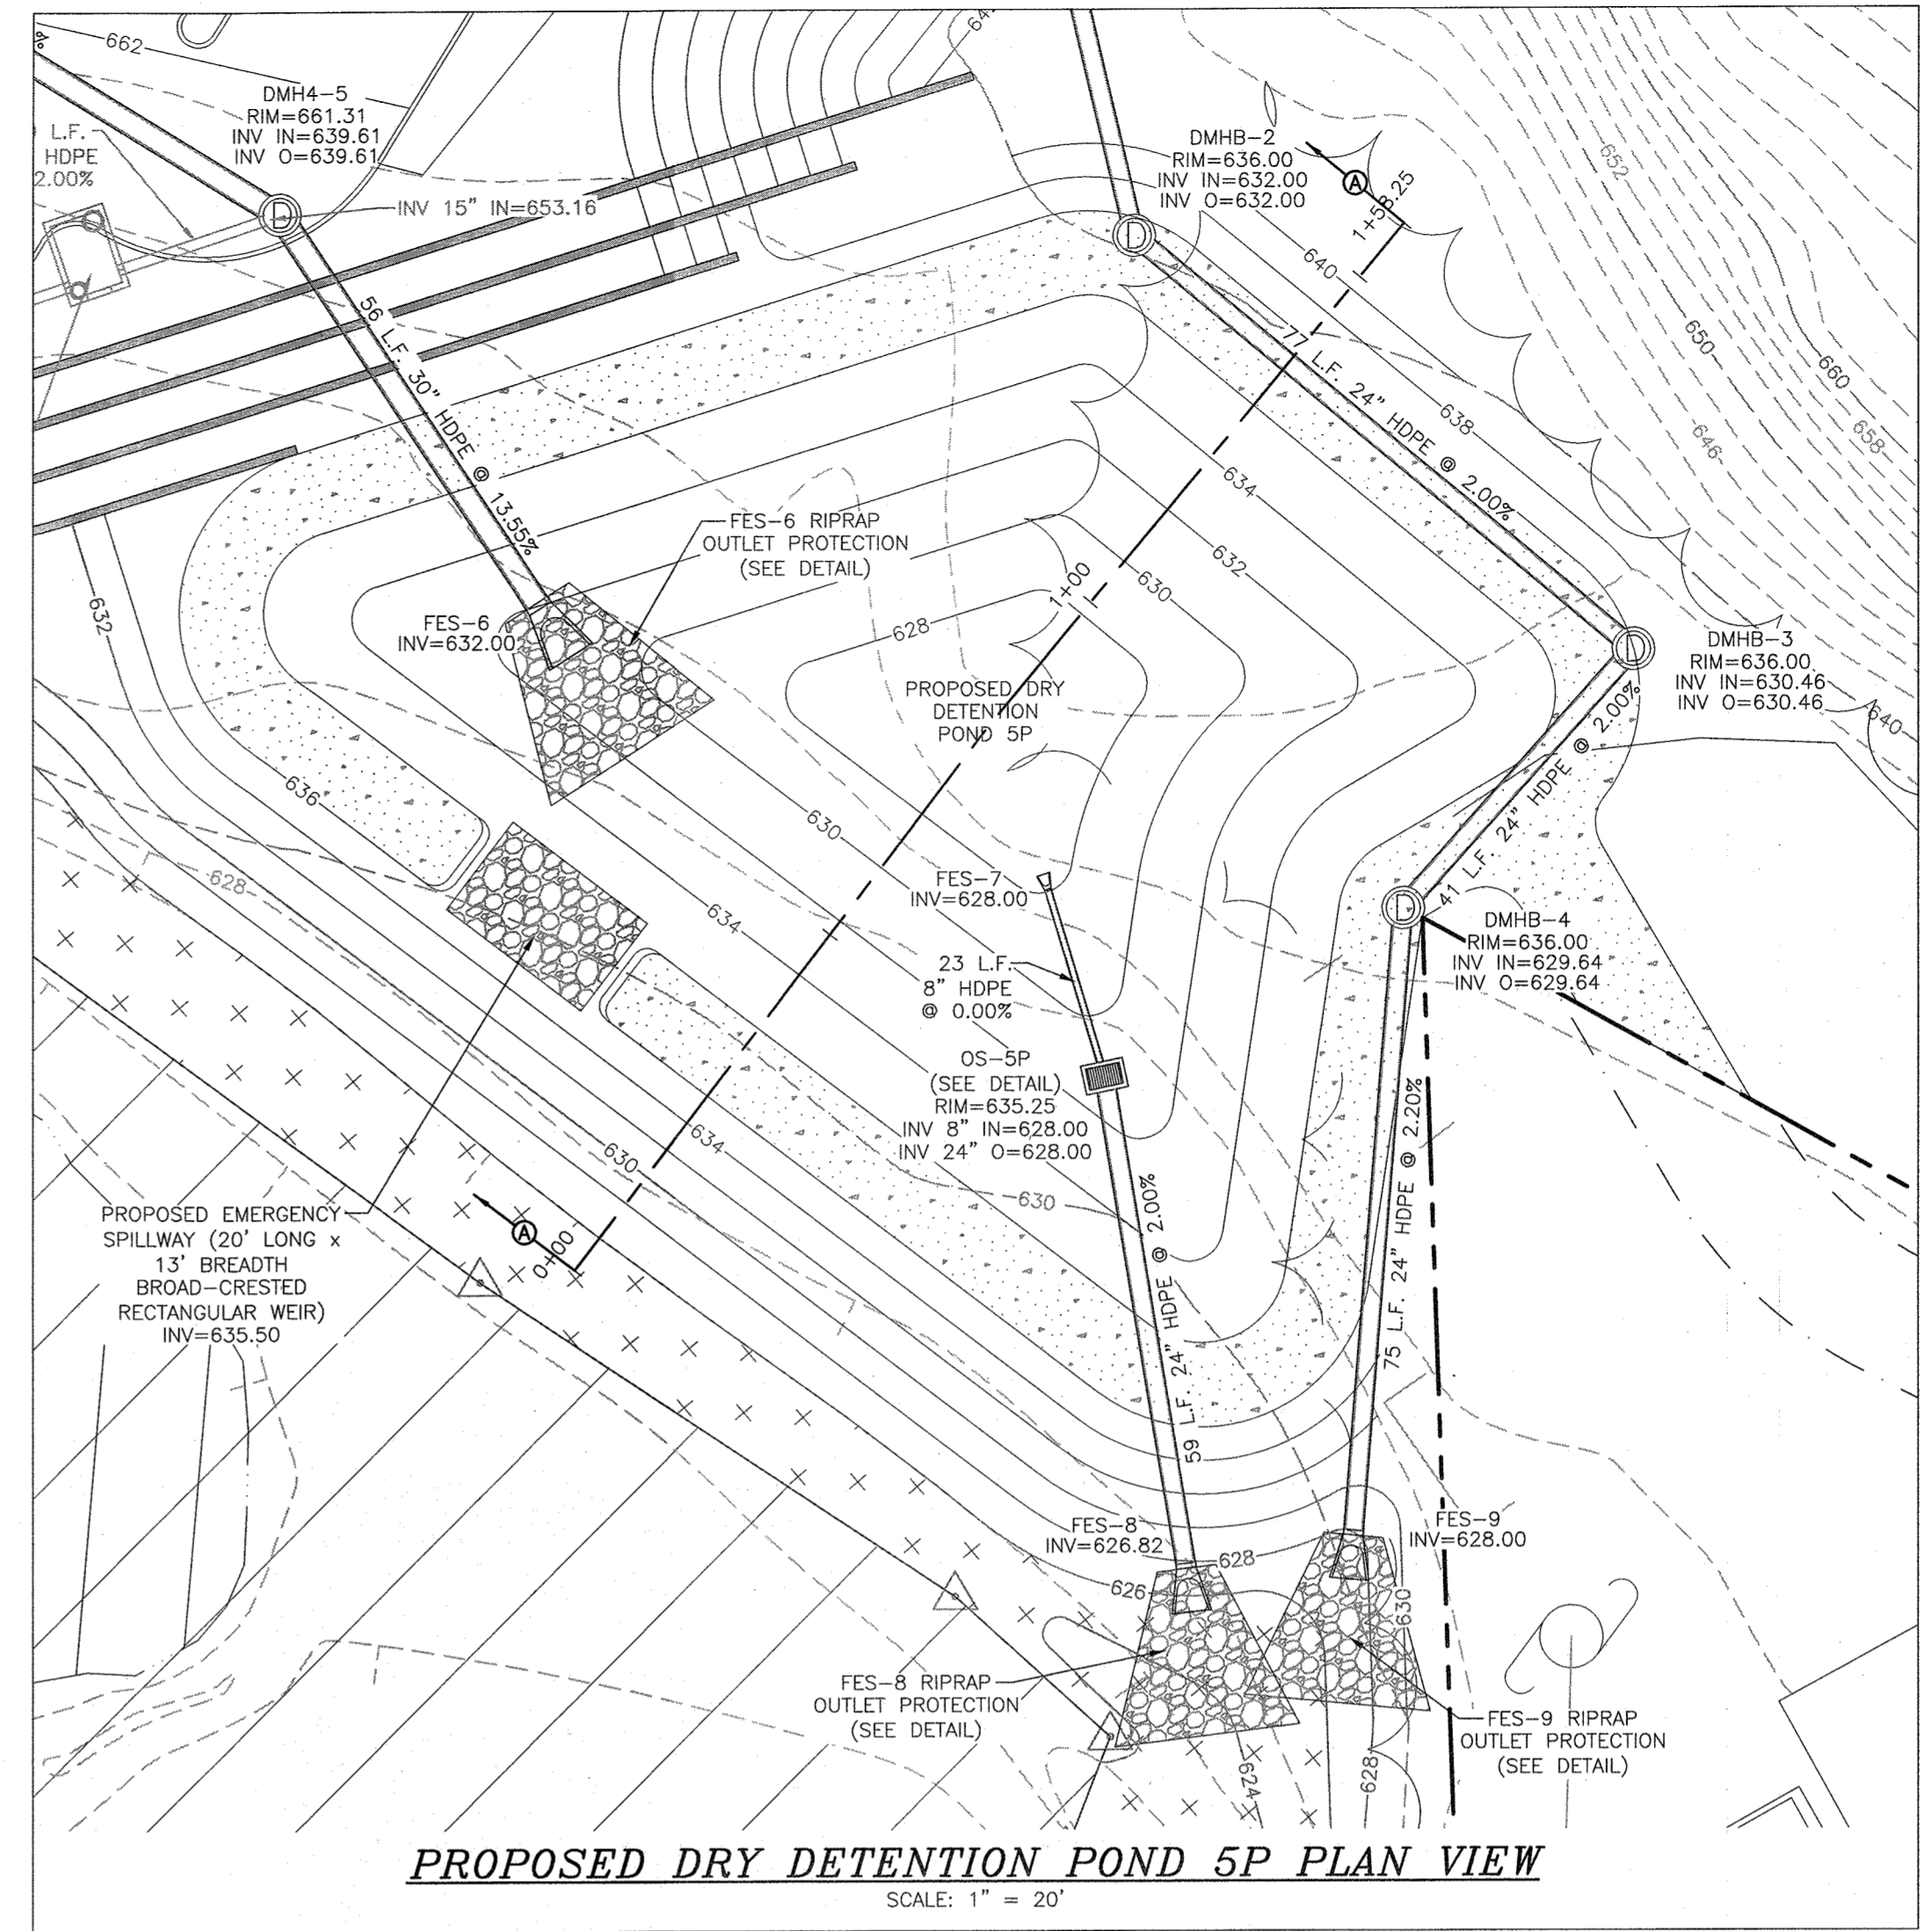 662
DMH4-5
RIM=661.31
INV IN=639.61
INV O=639.61
L.F.
HDPE
2.00%
INV 15" IN=653.16
DMHB-2
RIM=636.00
INV IN=632.00
INV O=632.00
A
1+58.25
640
652
650
660
658
646
638
56 L.F. 30" HDPE @ 13.55%
77 L.F. 24" HDPE @ 2.00%
634
632
630
628
1+00
FES-6 RIPRAP
OUTLET PROTECTION
(SEE DETAIL)
FES-6
INV=632.00
632
DMHB-3
RIM=636.00
INV IN=630.46
INV O=630.46
640
PROPOSED DRY
DETENTION
POND 5P
41 L.F. 24" HDPE @ 2.00%
636
630
628
634
FES-7
INV=628.00
DMHB-4
RIM=636.00
INV IN=629.64
INV O=629.64
23 L.F.
8" HDPE
@ 0.00%
OS-5P
(SEE DETAIL)
RIM=635.25
INV 8" IN=628.00
INV 24" O=628.00
634
630
630
75 L.F. 24" HDPE @ 2.20%
59 L.F. 24" HDPE @ 2.00%
PROPOSED EMERGENCY
SPILLWAY (20' LONG x
13' BREADTH
BROAD-CRESTED
RECTANGULAR WEIR)
INV=635.50
A
0+00
FES-8
INV=626.82
FES-9
INV=628.00
628
626
630
FES-8 RIPRAP
OUTLET PROTECTION
(SEE DETAIL)
FES-9 RIPRAP
OUTLET PROTECTION
(SEE DETAIL)
624
628
PROPOSED DRY DETENTION POND 5P PLAN VIEW
SCALE: 1" = 20'